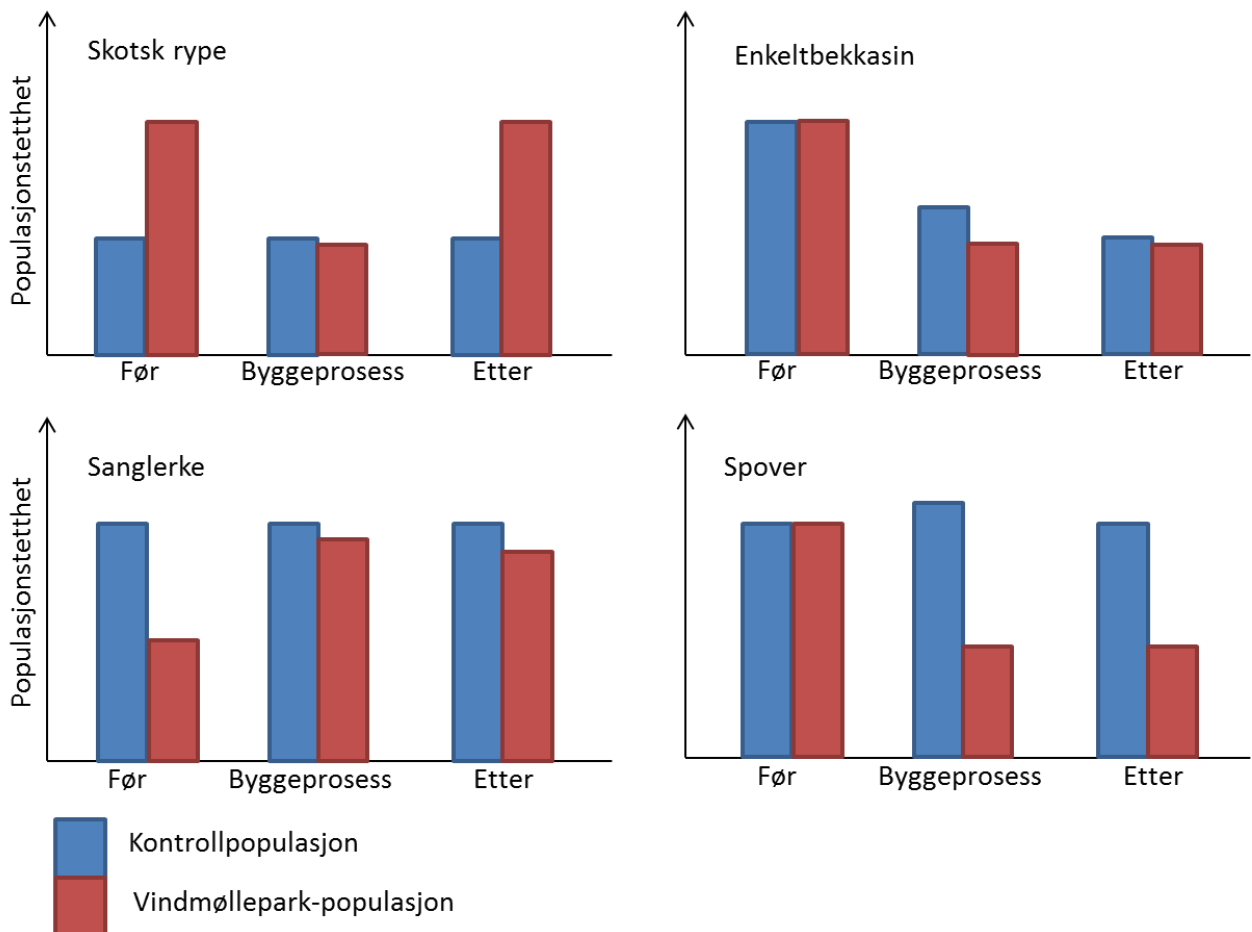 Skotsk rype
Populasjonstetthet
Før
Byggeprosess
Etter
Enkeltbekkasin
Før
Byggeprosess
Etter
Sanglerke
Populasjonstetthet
Før
Byggeprosess
Etter
Spover
Før
Byggeprosess
Etter
Kontrollpopulasjon
Vindmøllepark-populasjon